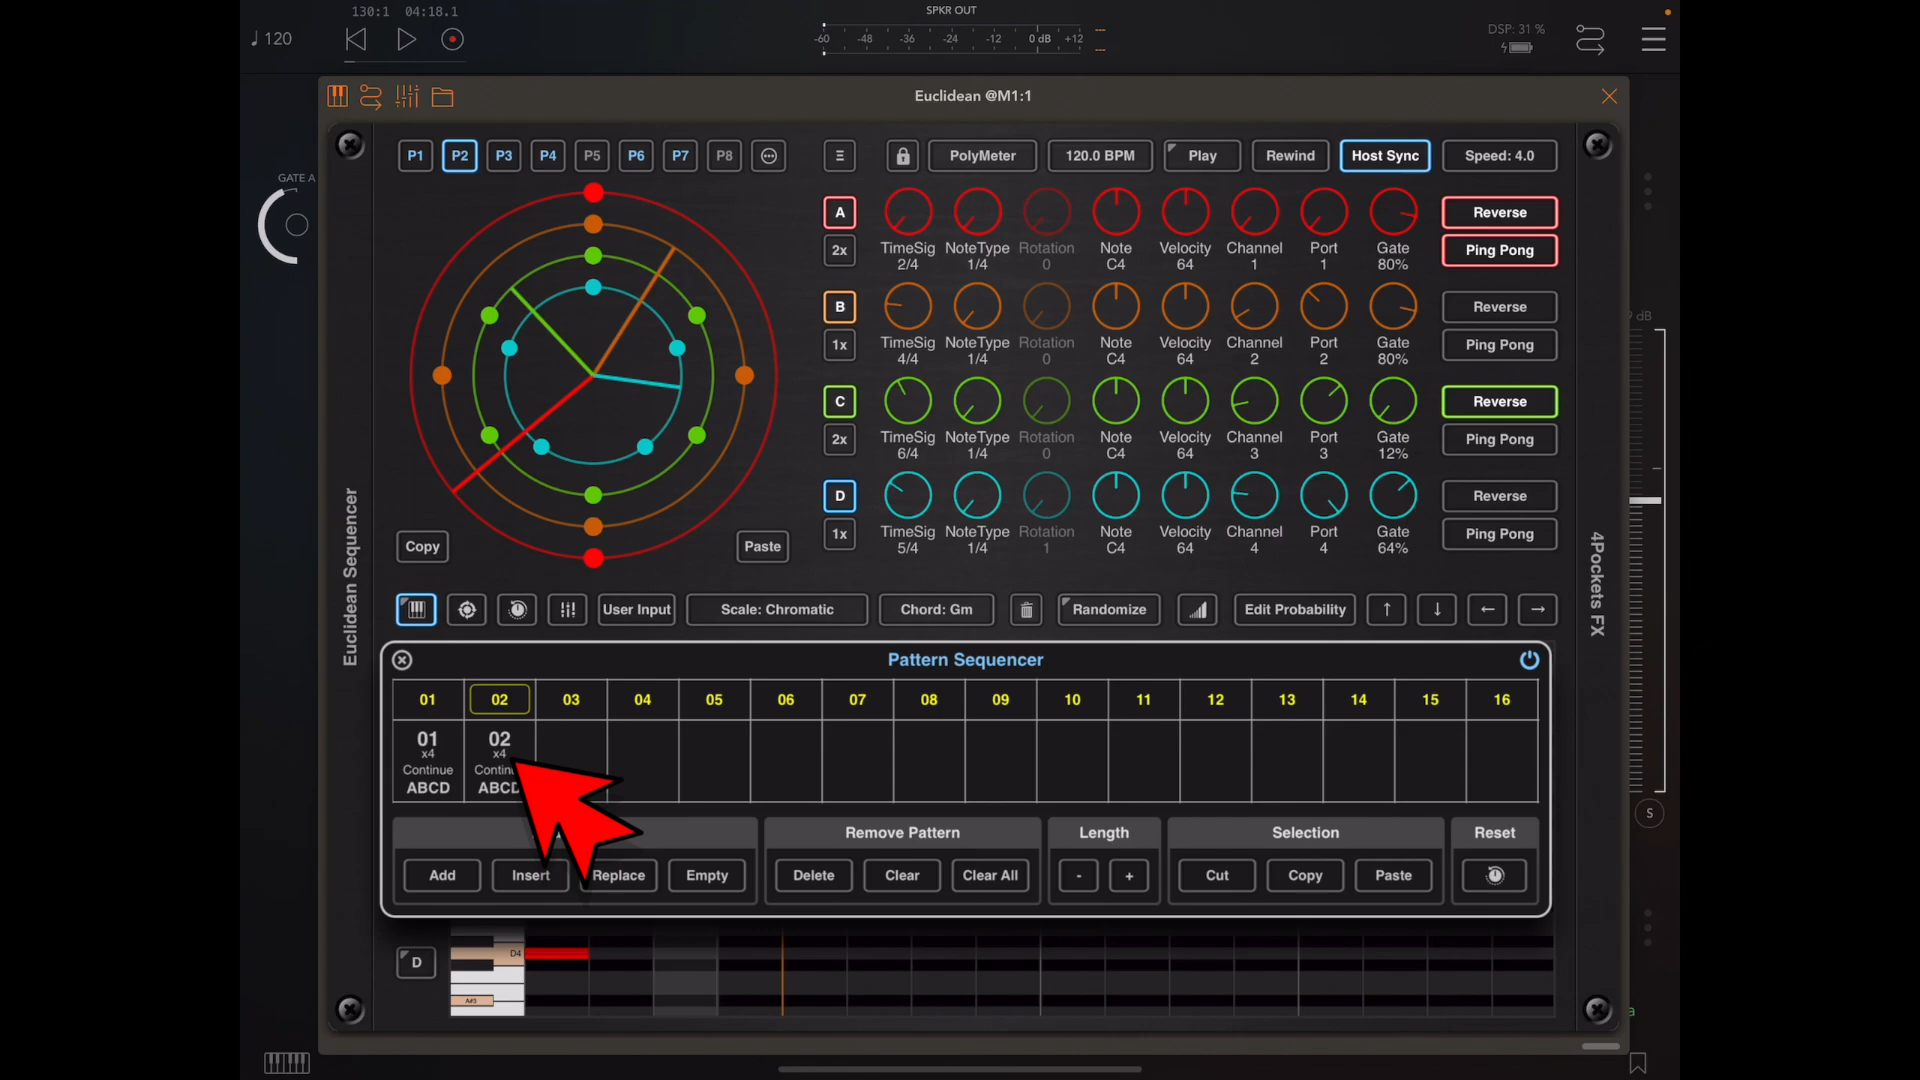 130:1 04:18.1
SPKR OUT
♩120
-60 -48 -36 -24 -12 0 dB +12
DSP: 31 %
Euclidean @M1:1
GATE A
P1 P2 P3 P4 P5 P6 P7 P8
PolyMeter 120.0 BPM Play Rewind Host Sync Speed: 4.0
A
2x
TimeSig NoteType Rotation Note Velocity Channel Port Gate
2/4 1/4 0 C4 64 1 1 80%
Reverse
Ping Pong
B
1x
TimeSig NoteType Rotation Note Velocity Channel Port Gate
4/4 1/4 0 C4 64 2 2 80%
Reverse
Ping Pong
C
2x
TimeSig NoteType Rotation Note Velocity Channel Port Gate
6/4 1/4 0 C4 64 3 3 12%
Reverse
Ping Pong
D
1x
TimeSig NoteType Rotation Note Velocity Channel Port Gate
5/4 1/4 1 C4 64 4 4 64%
Reverse
Ping Pong
Copy Paste
Euclidean Sequencer
4Pockets FX
dB
S
User Input Scale: Chromatic Chord: Gm Randomize Edit Probability ↑ ↓ ← →
Pattern Sequencer
01 02 03 04 05 06 07 08 09 10 11 12 13 14 15 16
01 02
x4 x4
Continue Continu
ABCD ABCD
Remove Pattern Length Selection Reset
Add Insert Replace Empty Delete Clear Clear All - + Cut Copy Paste
D
D4
A#3
a